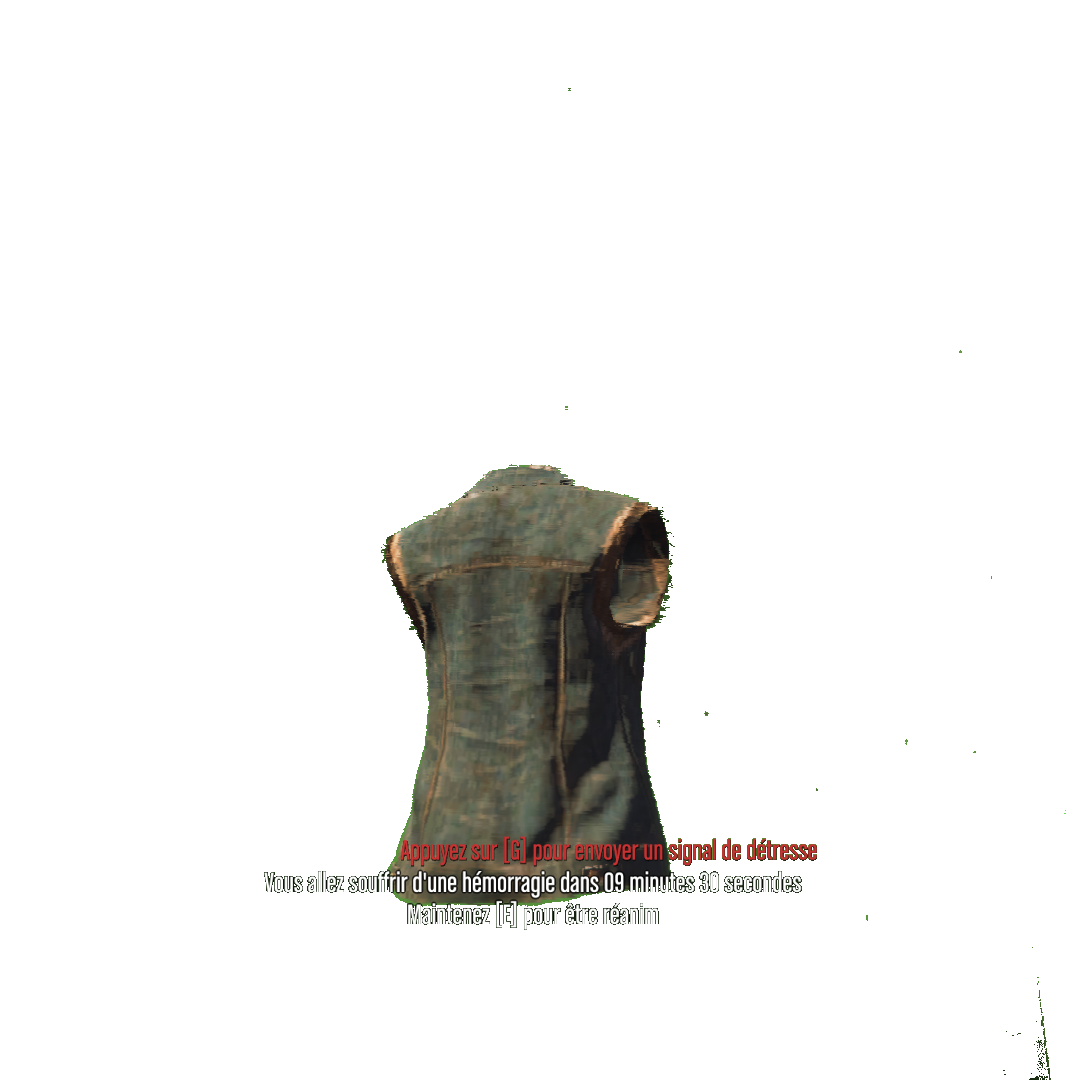 Appuyez sur [G] pour envoyer un signal de détresse
Vous allez souffrir d'une hémorragie dans 09 minutes 30 secondes
Maintenez [E] pour être réanim